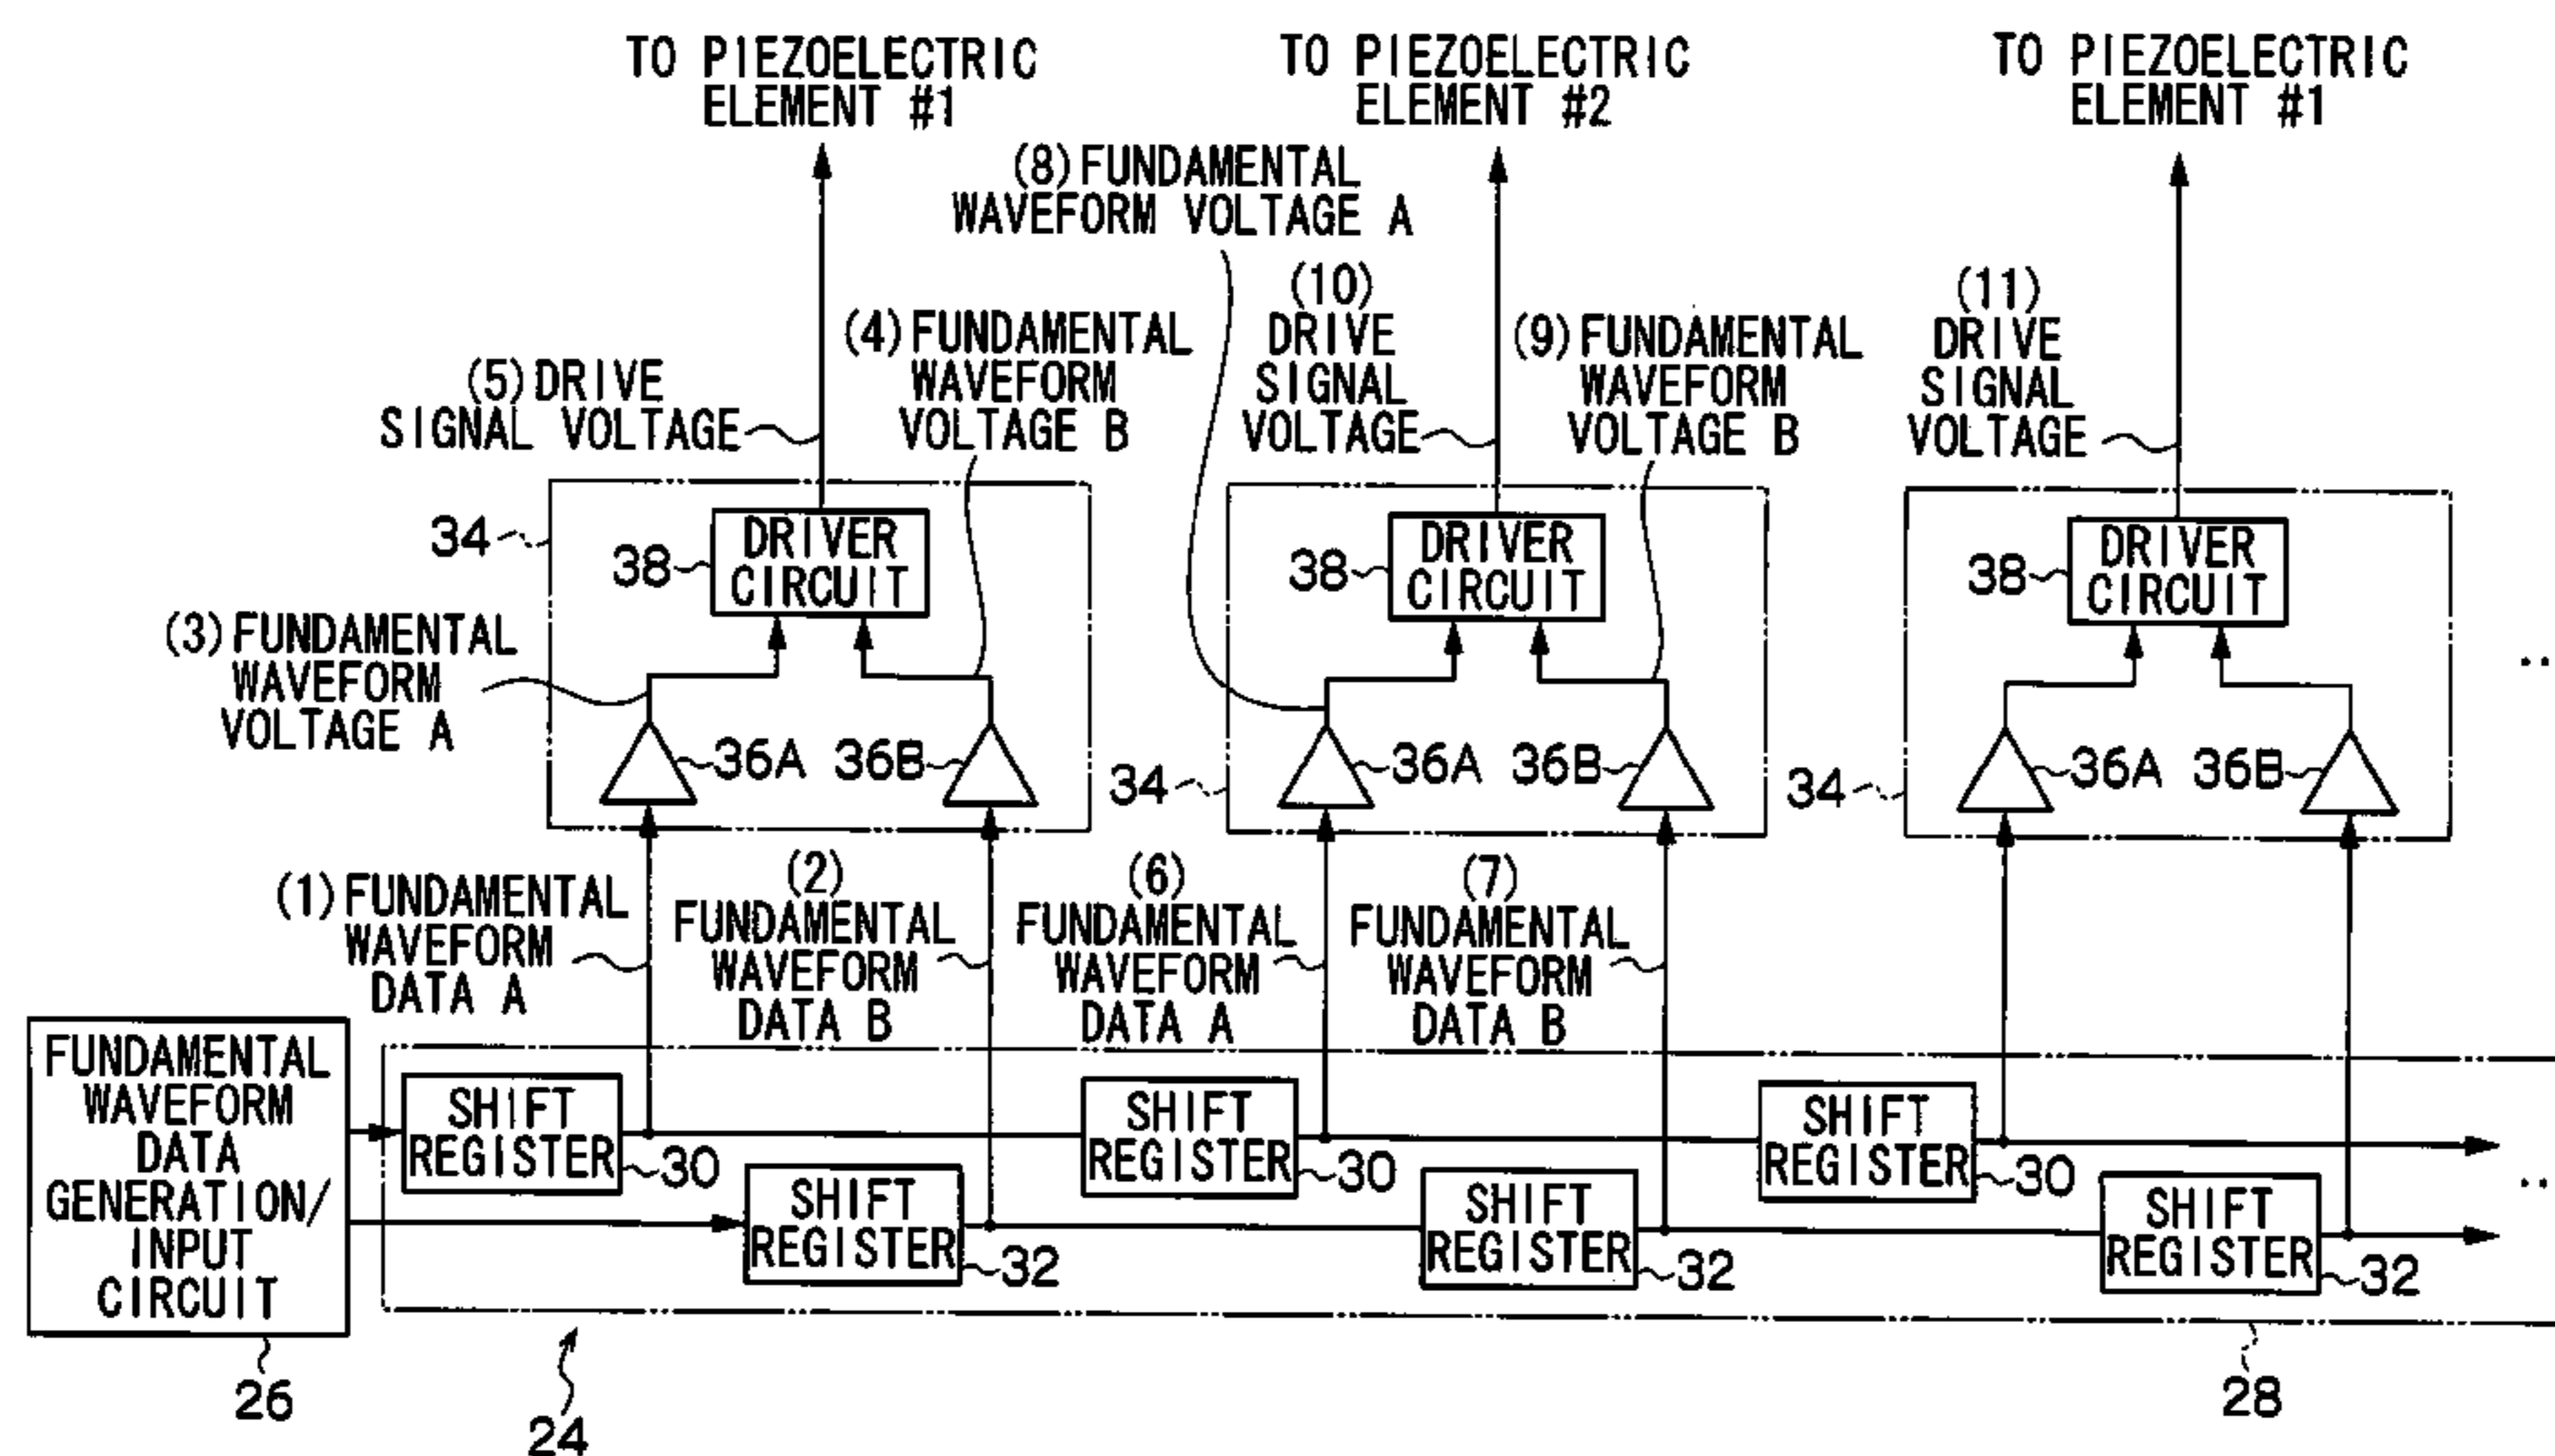 TO PIEZOELECTRIC
ELEMENT #1
TO PIEZOELECTRIC
ELEMENT #2
TO PIEZOELECTRIC
ELEMENT #1
(8) FUNDAMENTAL
WAVEFORM VOLTAGE A
(5) DRIVE
SIGNAL VOLTAGE
(4) FUNDAMENTAL
WAVEFORM
VOLTAGE B
(10)
DRIVE
SIGNAL
VOLTAGE
(9) FUNDAMENTAL
WAVEFORM
VOLTAGE B
(11)
DRIVE
SIGNAL
VOLTAGE
34
38
DRIVER
CIRCUIT
38
DRIVER
CIRCUIT
38
DRIVER
CIRCUIT
(3) FUNDAMENTAL
WAVEFORM
VOLTAGE A
36A
36B
34
36A
36B
34
36A
36B
..
(1) FUNDAMENTAL
WAVEFORM
DATA A
(2)
FUNDAMENTAL
WAVEFORM
DATA B
(6)
FUNDAMENTAL
WAVEFORM
DATA A
(7)
FUNDAMENTAL
WAVEFORM
DATA B
FUNDAMENTAL
WAVEFORM
DATA
GENERATION/
INPUT
CIRCUIT
26
SHIFT
REGISTER
30
SHIFT
REGISTER
32
SHIFT
REGISTER
30
SHIFT
REGISTER
32
SHIFT
REGISTER
30
SHIFT
REGISTER
32
..
24
28